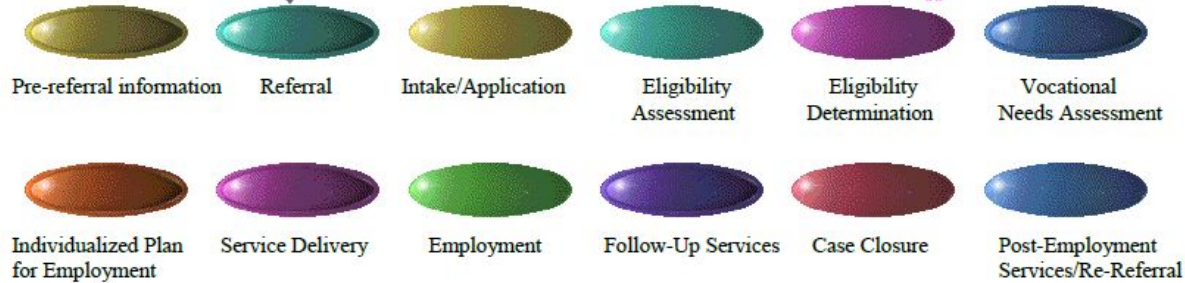 Pre-referral information Referral Intake/Application Eligibility Eligibility Vocational
Assessment Determination Needs Assessment
Individualized Plan Service Delivery Employment Follow-Up Services Case Closure Post-Employment
for Employment Services/Re-Referral